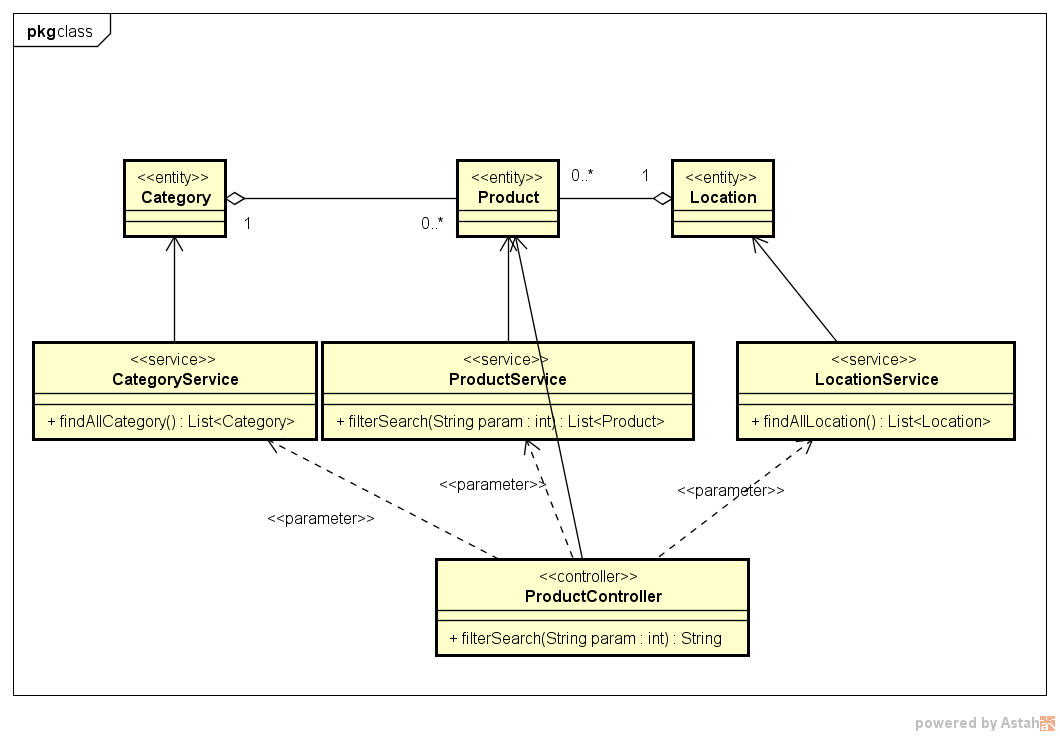 pkg class
<<entity>>
Category
<<entity>>
Product
<<entity>>
Location
0..*
1
1
0..*
<<service>>
CategoryService
+ findAllCategory() : List<Category>
<<service>>
ProductService
+ filterSearch(String param : int) : List<Product>
<<service>>
LocationService
+ findAllLocation() : List<Location>
<<parameter>>
<<parameter>>
<<parameter>>
<<controller>>
ProductController
+ filterSearch(String param : int) : String
powered by Astah